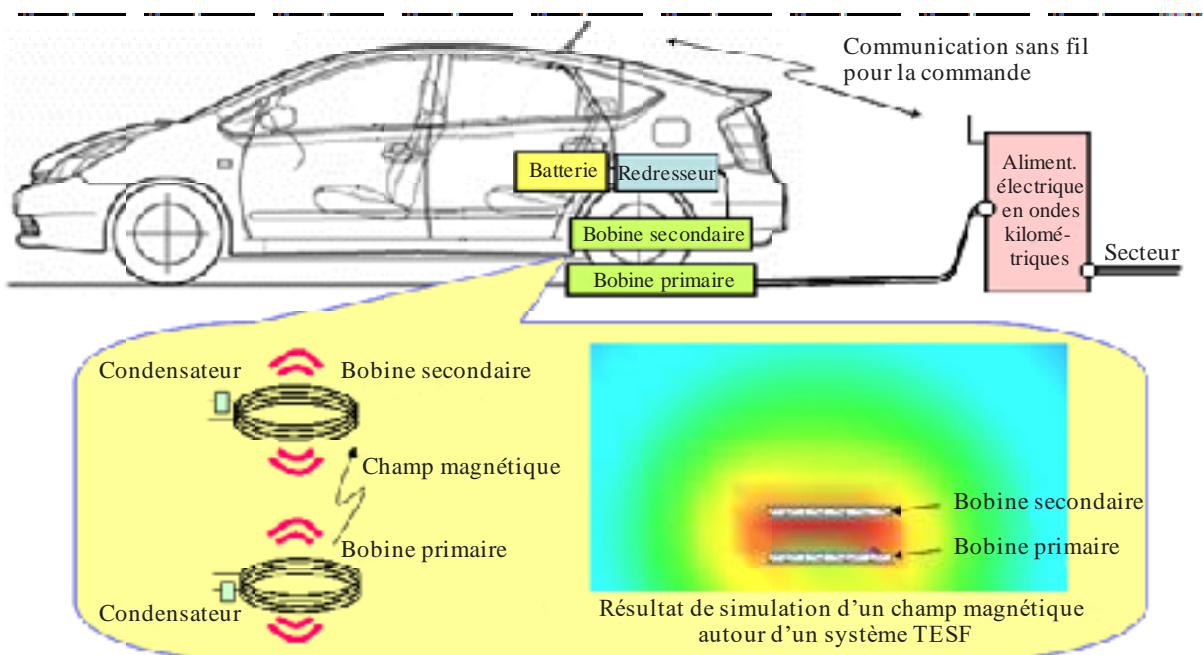 Communication sans fil
pour la commande
Batterie
Redresseur
Aliment.
électrique
en ondes
kilomé-
triques
Secteur
Bobine secondaire
Bobine primaire
Condensateur
Bobine secondaire
Champ magnétique
Bobine primaire
Condensateur
Bobine secondaire
Bobine primaire
Résultat de simulation d’un champ magnétique
autour d’un système TESF